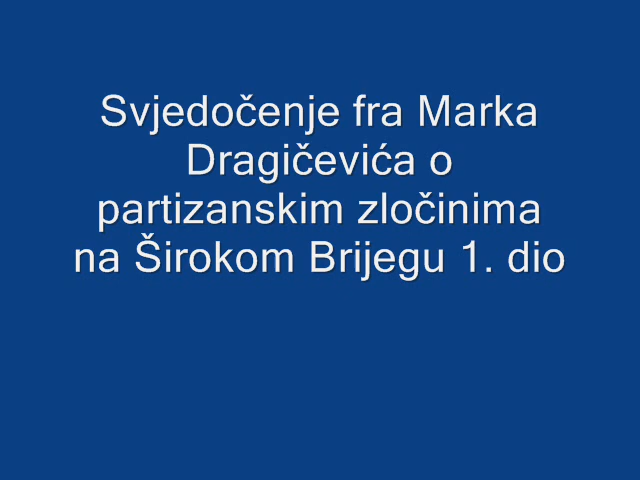 Svjedočenje fra Marka
Dragičevića o
partizanskim zločinima
na Širokom Brijegu 1. dio